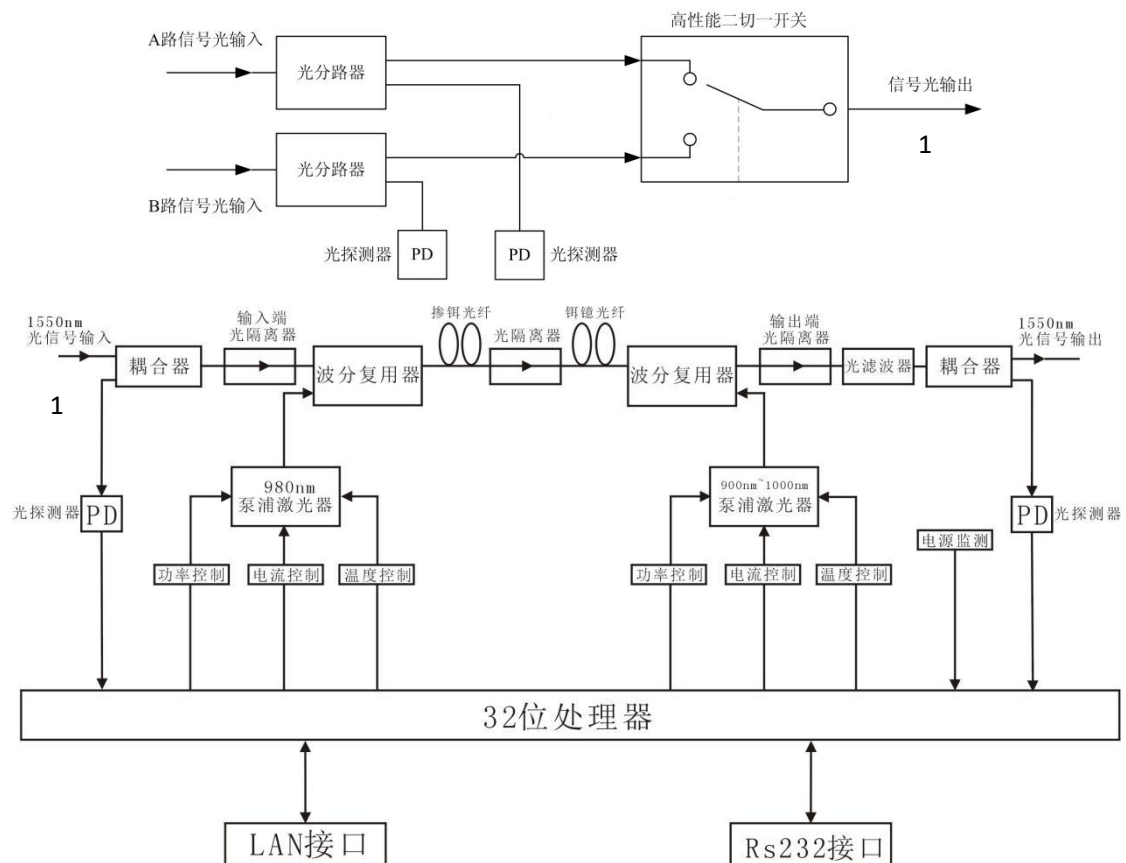 高性能二切一开关
A路信号光输入
光分路器
信号光输出
1
光分路器
B路信号光输入
光探测器
PD
PD
光探测器
1550nm
光信号输入
输入端
光隔离器
掺铒光纤
光隔离器
铒镱光纤
输出端
光隔离器
1550nm
光信号输出
耦合器
波分复用器
波分复用器
光滤波器
耦合器
1
980nm
泵浦激光器
900nm~1000nm
泵浦激光器
光探测器
PD
PD
光探测器
电源监测
功率控制
电流控制
温度控制
功率控制
电流控制
温度控制
32位处理器
LAN接口
Rs232接口